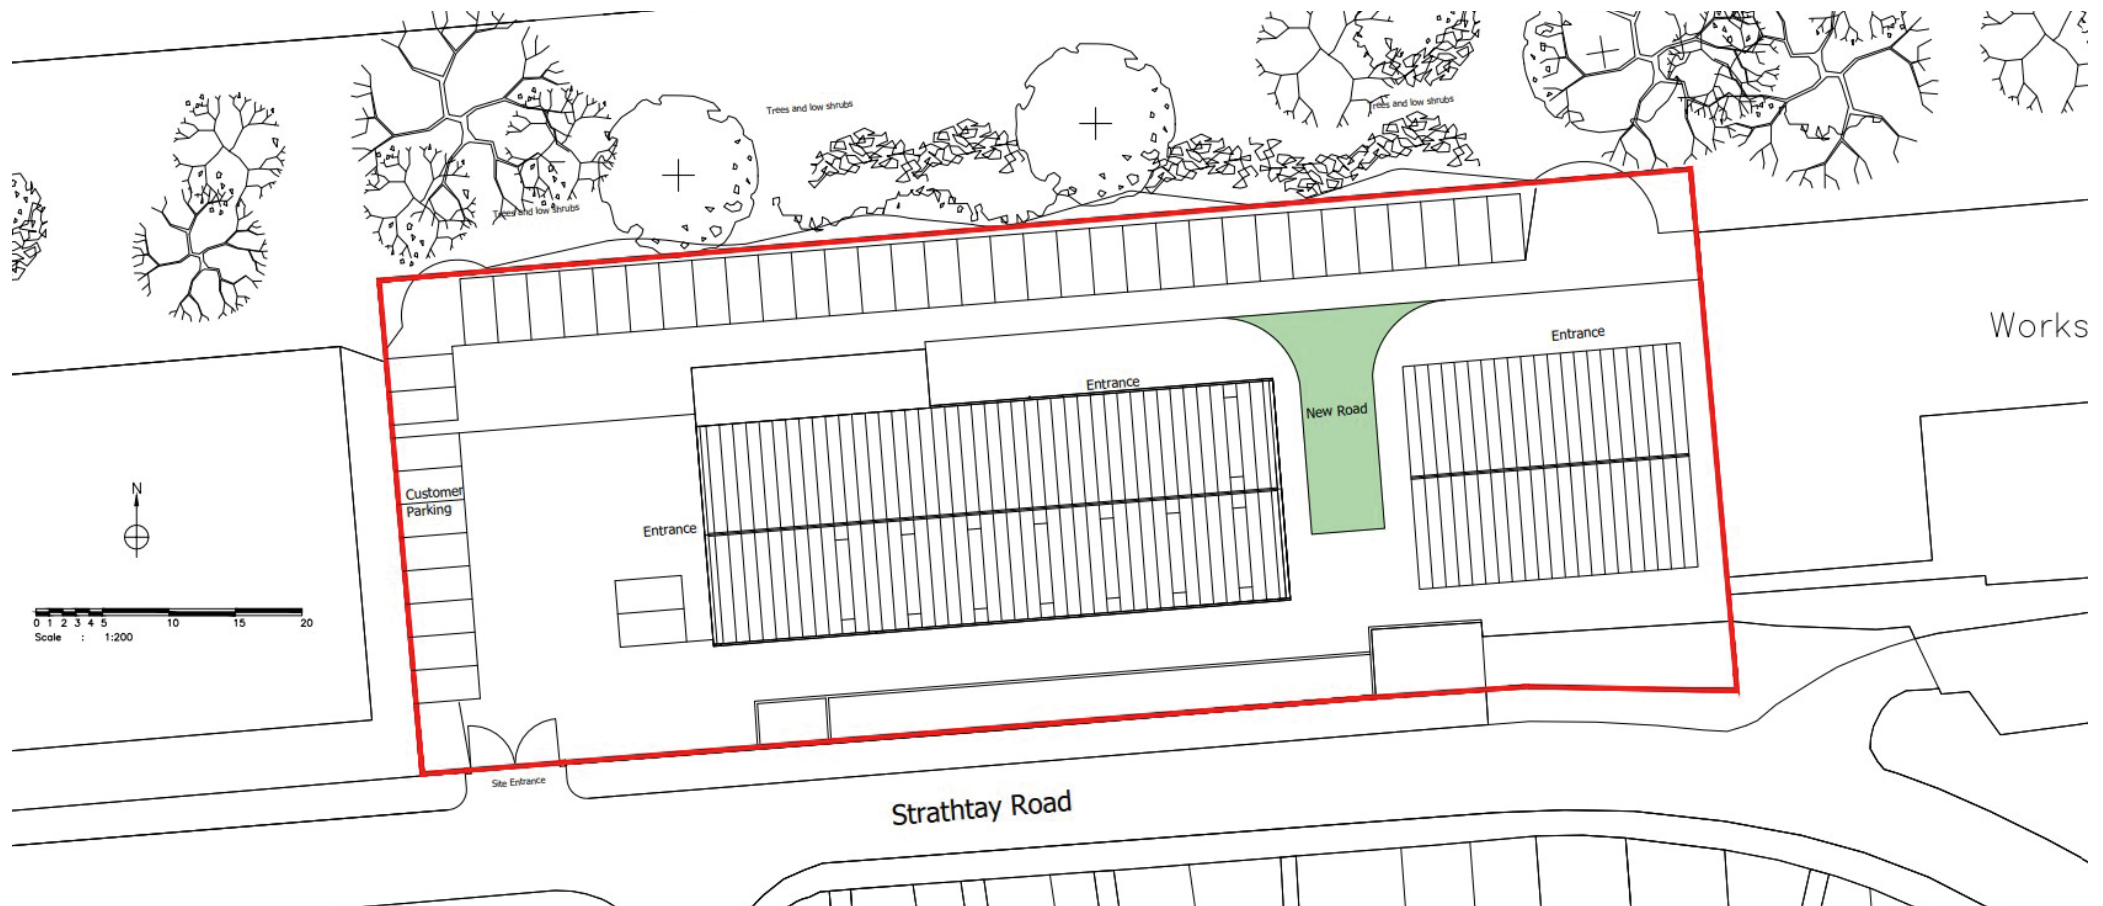 Trees and low shrubs
Trees and low shrubs
Trees and low shrubs
Works
Entrance
Entrance
New Road
Customer
Parking
N
Entrance
0 1 2 3 4 5 10 15 20
Scale : 1:200
Site Entrance
Strathtay Road